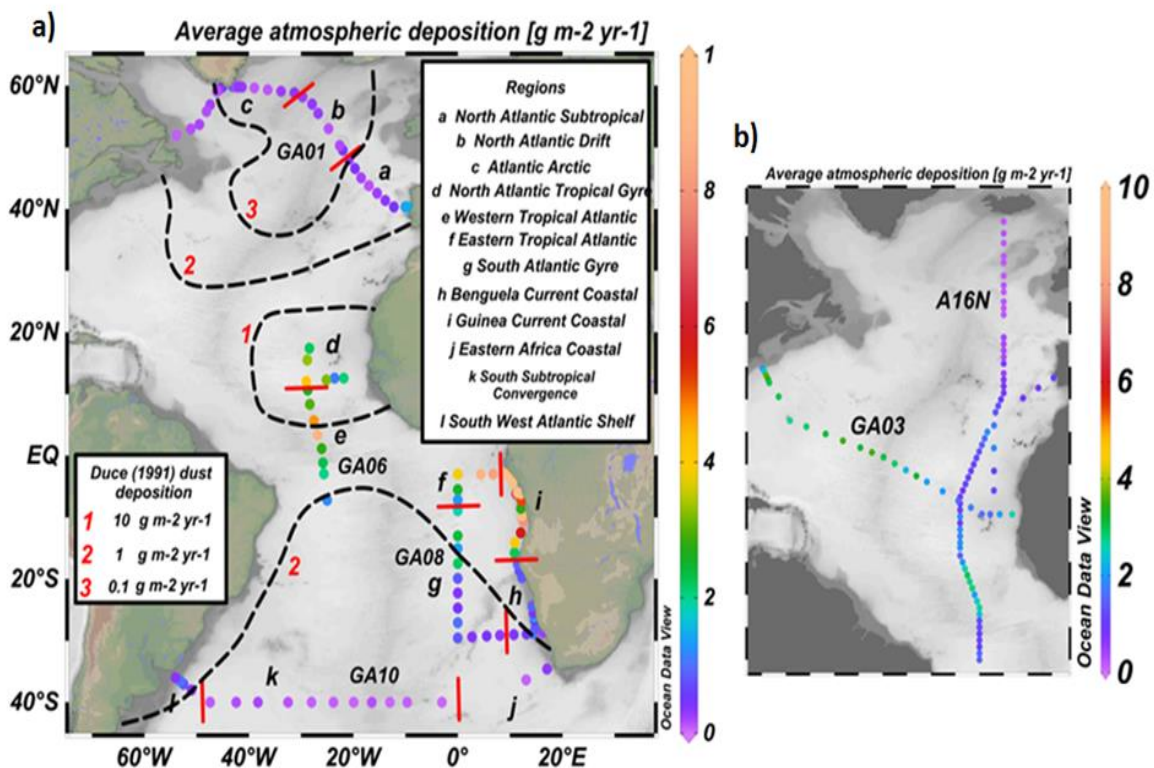 a)
Average atmospheric deposition [g m-2 yr-1]
60°N
40°N
20°N
EQ
20°S
40°S
60°W
40°W
20°W
0°
20°E
c
b
GA01
a
3
2
1
d
e
GA06
f
i
GA08
2
g
h
k
GA10
l
j
Regions
a North Atlantic Subtropical
b North Atlantic Drift
c Atlantic Arctic
d North Atlantic Tropical Gyre
e Western Tropical Atlantic
f Eastern Tropical Atlantic
g South Atlantic Gyre
h Benguela Current Coastal
i Guinea Current Coastal
j Eastern Africa Coastal
k South Subtropical
Convergence
l South West Atlantic Shelf
Duce (1991) dust
deposition
1 10 g m-2 yr-1
2 1 g m-2 yr-1
3 0.1 g m-2 yr-1
Ocean Data View
1
8
6
4
2
0
b)
Average atmospheric deposition [g m-2 yr-1]
A16N
GA03
Ocean Data View
10
8
6
4
2
0